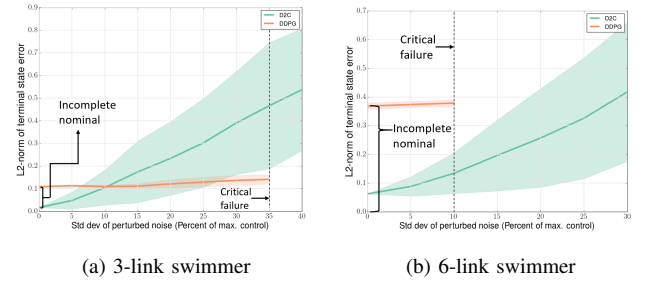 0.9
0.8
0.7
0.6
0.5
0.4
0.3
0.2
0.1
0.0
L2-norm of terminal state error
D2C
DDPG
Incomplete
nominal
Critical
failure
0 5 10 15 20 25 30 35 40
Std dev of perturbed noise (Percent of max. control)
(a) 3-link swimmer
0.7
0.6
0.5
0.4
0.3
0.2
0.1
0.0
L2-norm of terminal state error
D2C
DDPG
Critical
failure
Incomplete
nominal
0 5 10 15 20 25 30
Std dev of perturbed noise (Percent of max. control)
(b) 6-link swimmer